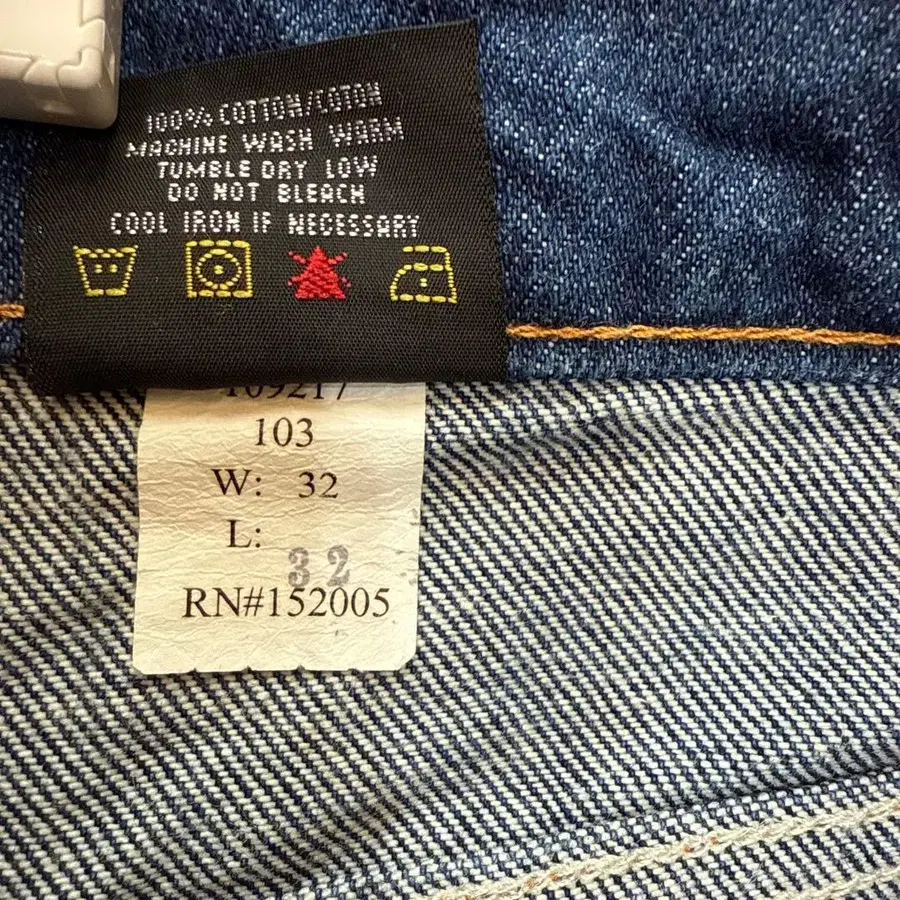 100% COTTON/COTON
MACHINE WASH WARM
TUMBLE DRY LOW
DO NOT BLEACH
COOL IRON IF NECESSARY
109217
103
W: 32
L: 32
RN#152005